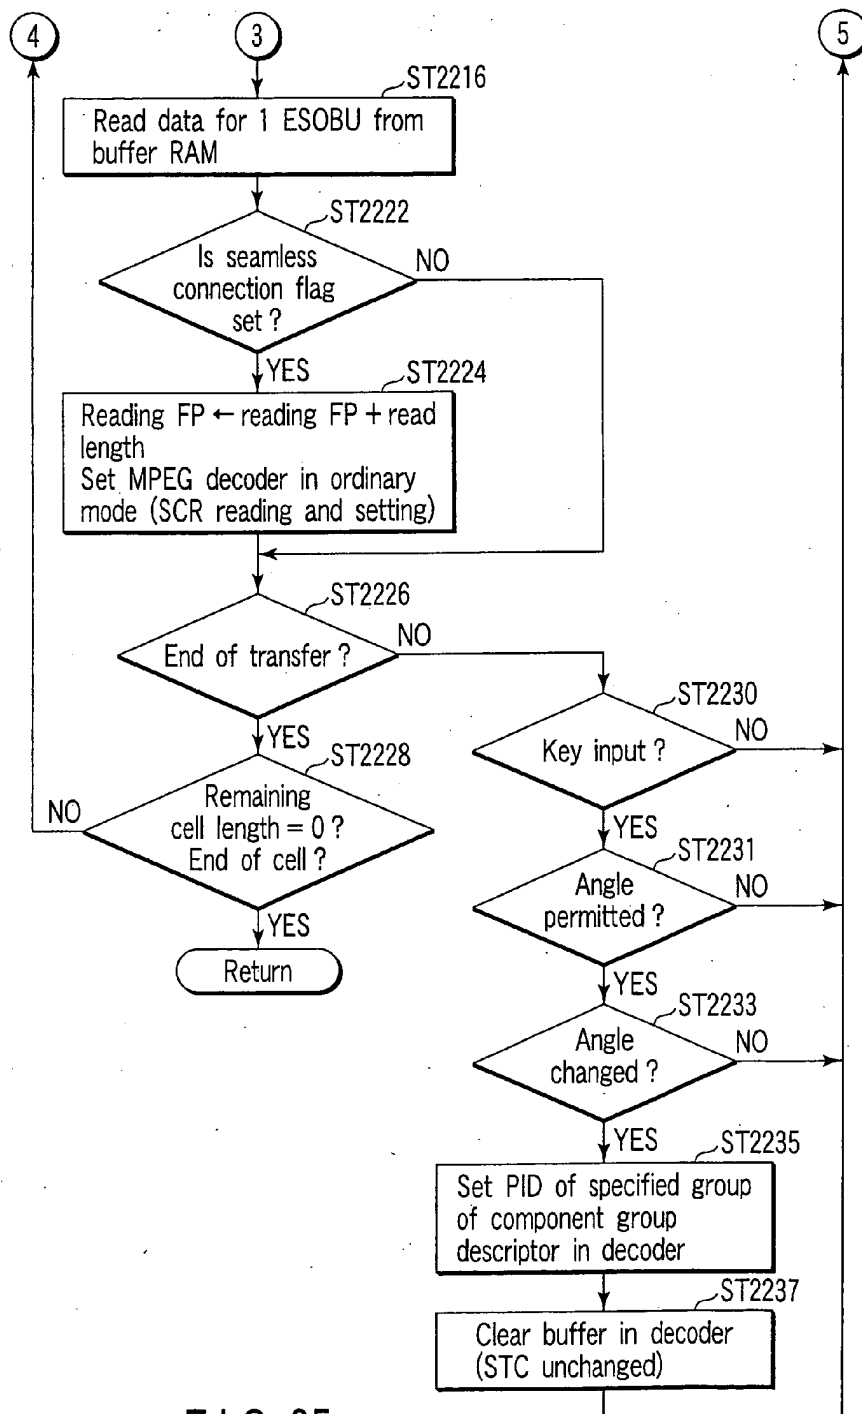 4
3
5
ST2216
Read data for 1 ESOBU from
buffer RAM
ST2222
Is seamless
connection flag
set ?
NO
YES
ST2224
Reading FP ← reading FP + read
length
Set MPEG decoder in ordinary
mode (SCR reading and setting)
ST2226
End of transfer ?
NO
YES
ST2228
Remaining
cell length = 0 ?
End of cell ?
NO
YES
Return
ST2230
Key input ?
NO
YES
ST2231
Angle
permitted ?
NO
YES
ST2233
Angle
changed ?
NO
YES
ST2235
Set PID of specified group
of component group
descriptor in decoder
ST2237
Clear buffer in decoder
(STC unchanged)